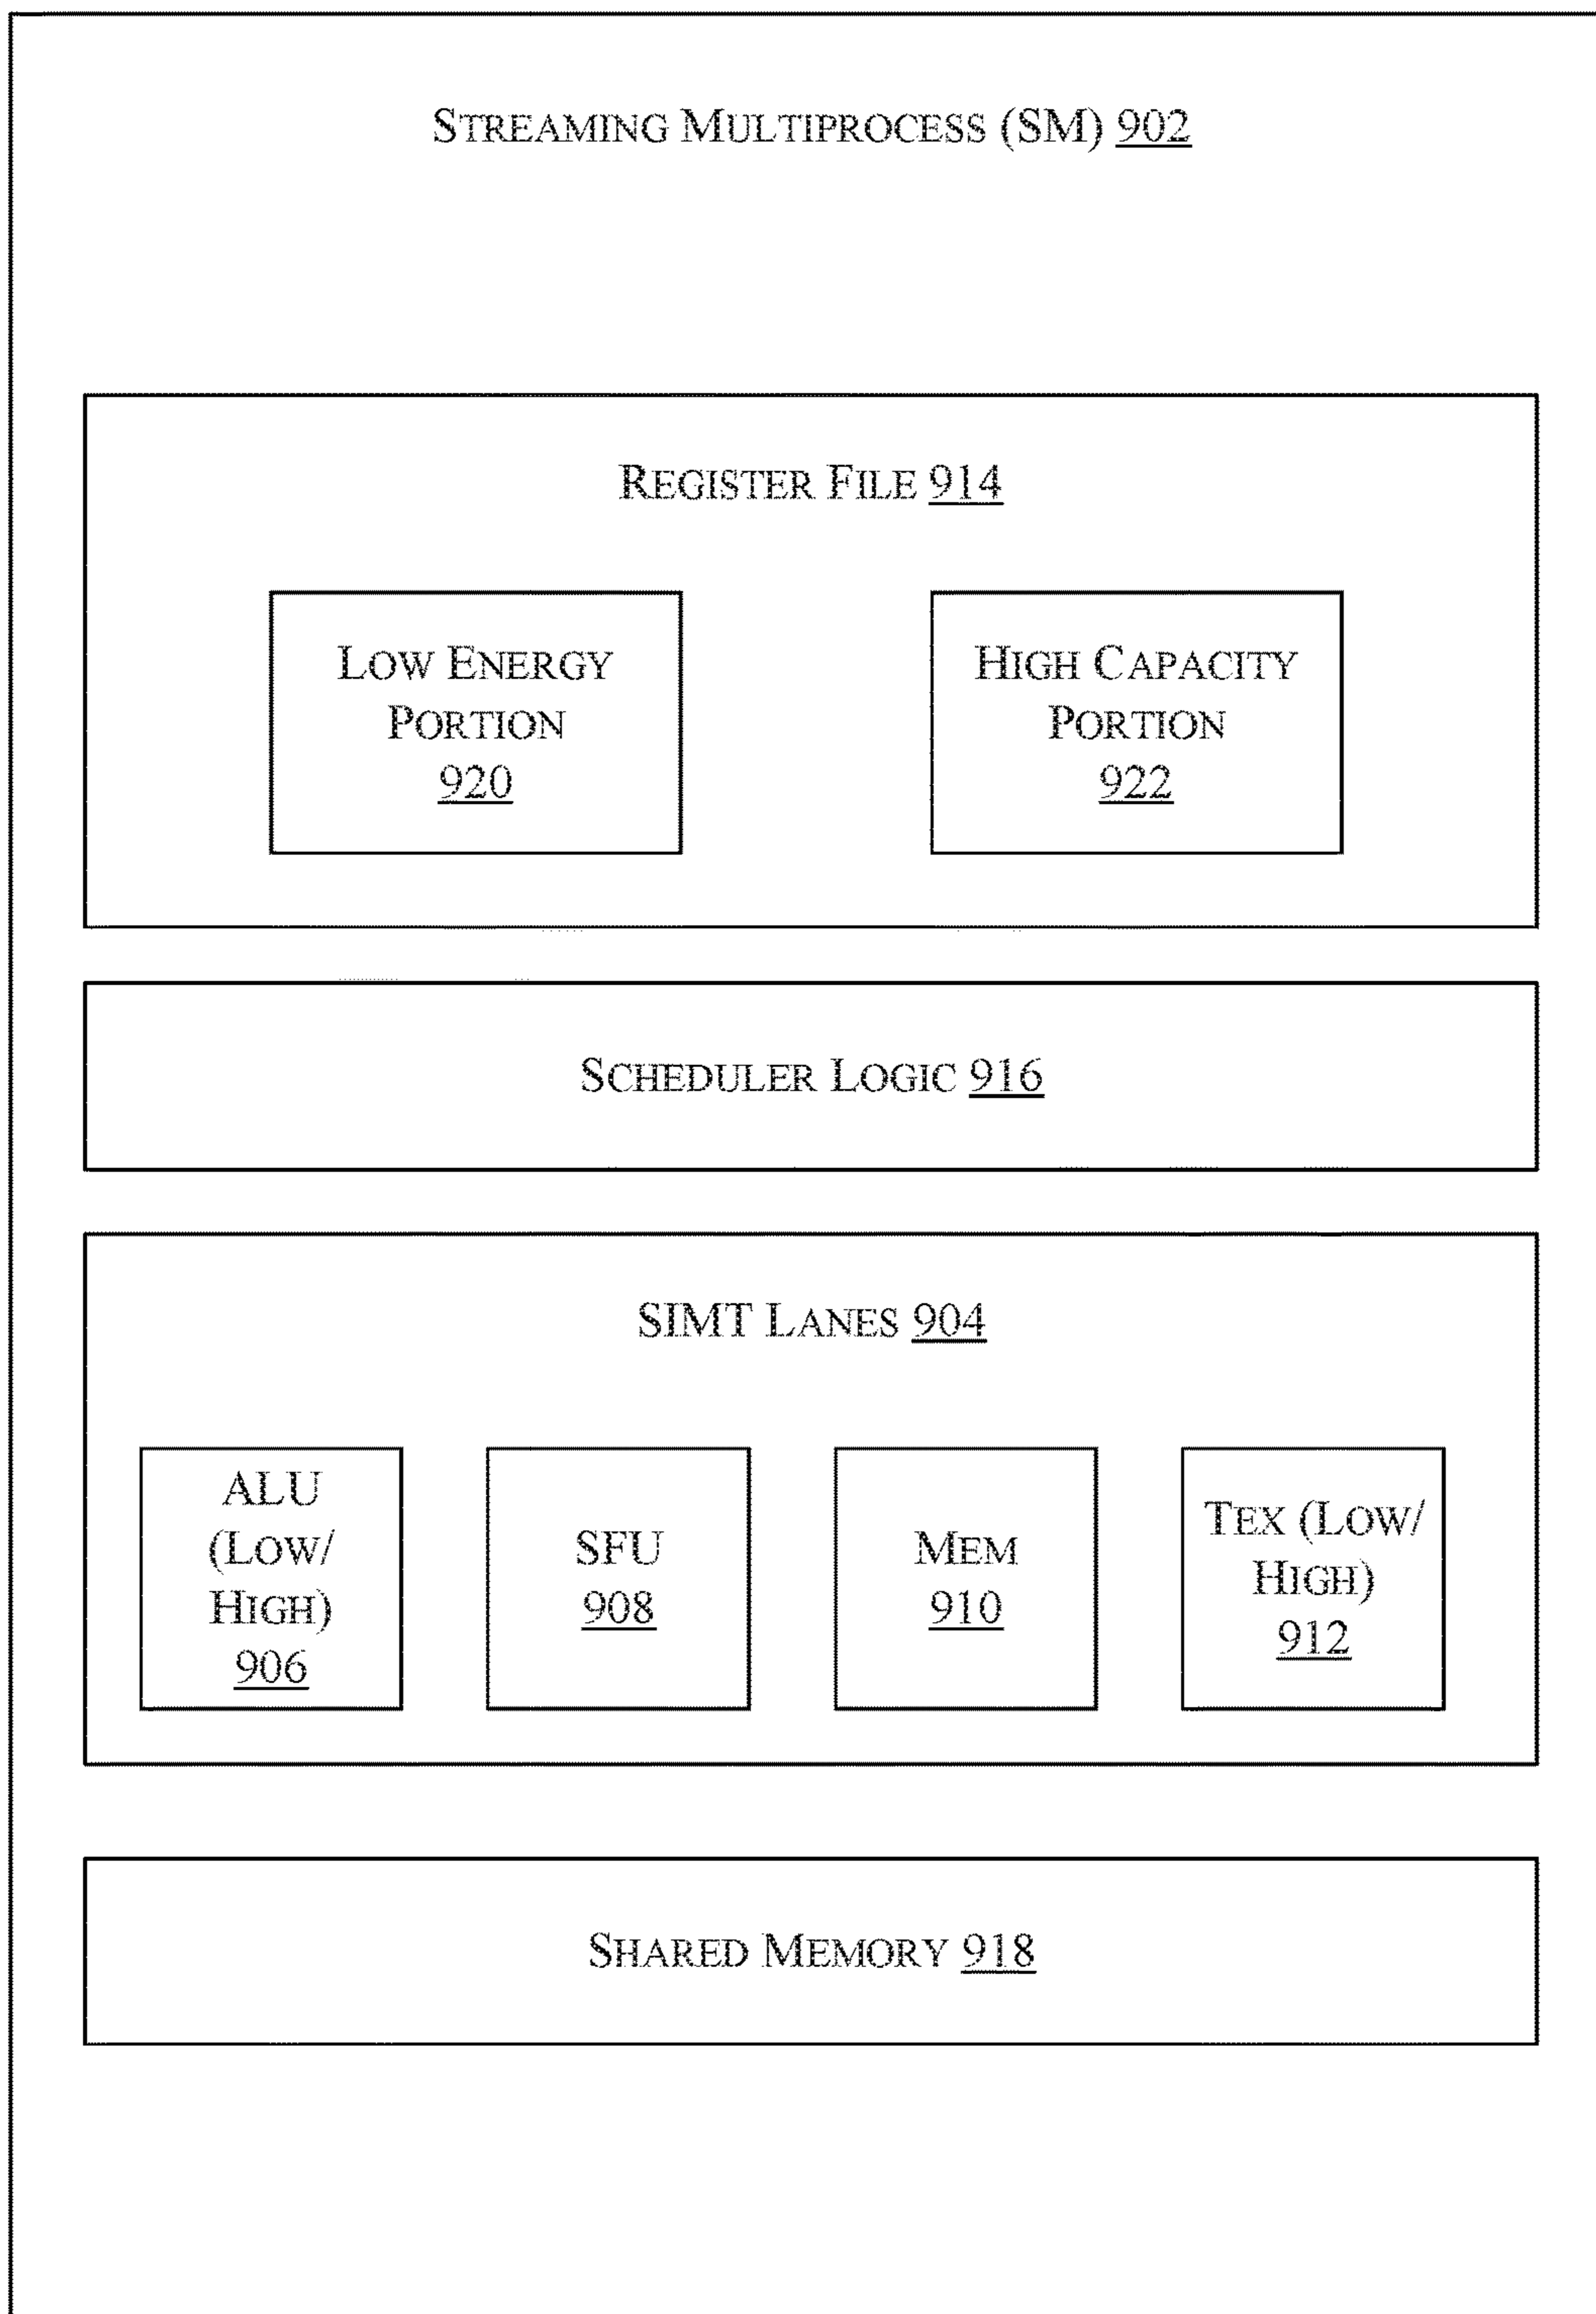 STREAMING MULTIPROCESS (SM) 902
REGISTER FILE 914
LOW ENERGY
PORTION
920
HIGH CAPACITY
PORTION
922
SCHEDULER LOGIC 916
SIMT LANES 904
ALU
(LOW/
HIGH)
906
SFU
908
MEM
910
TEX (LOW/
HIGH)
912
SHARED MEMORY 918